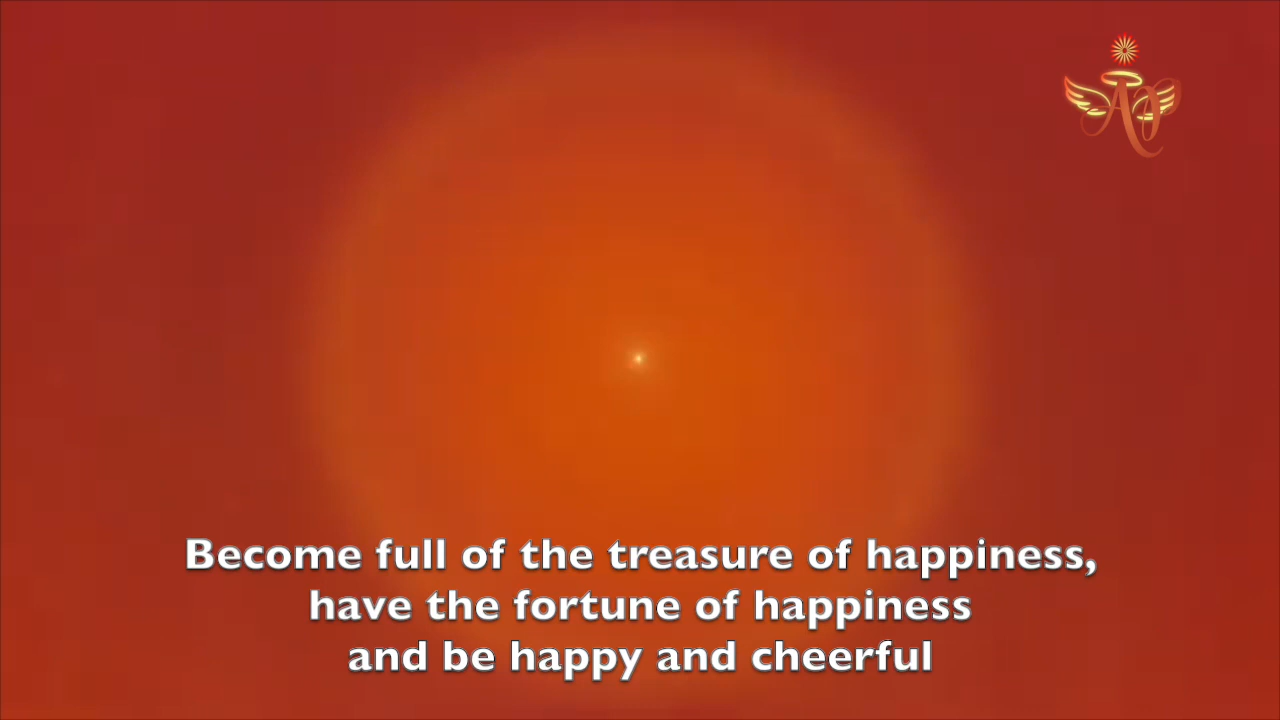 Become full of the treasure of happiness,
have the fortune of happiness
and be happy and cheerful